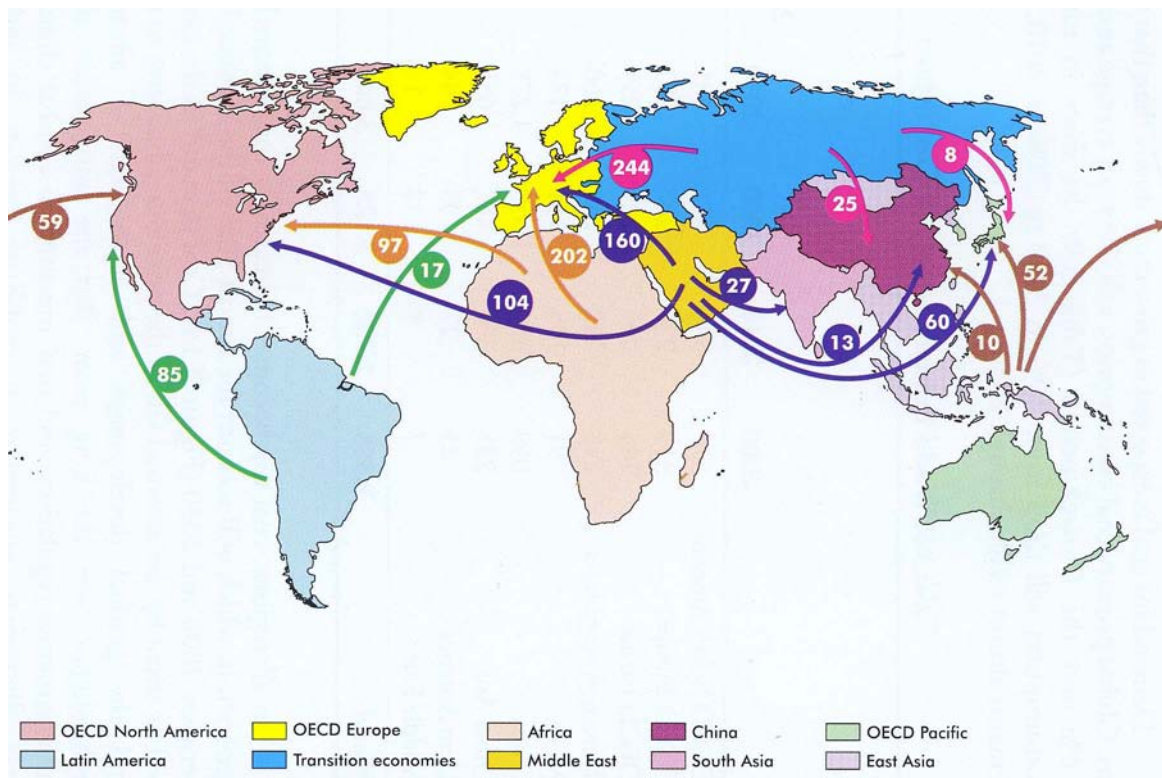 8
244
25
59
160
97
202
17
27
52
104
60
13
10
85
OECD North America
OECD Europe
Africa
China
OECD Pacific
Latin America
Transition economies
Middle East
South Asia
East Asia